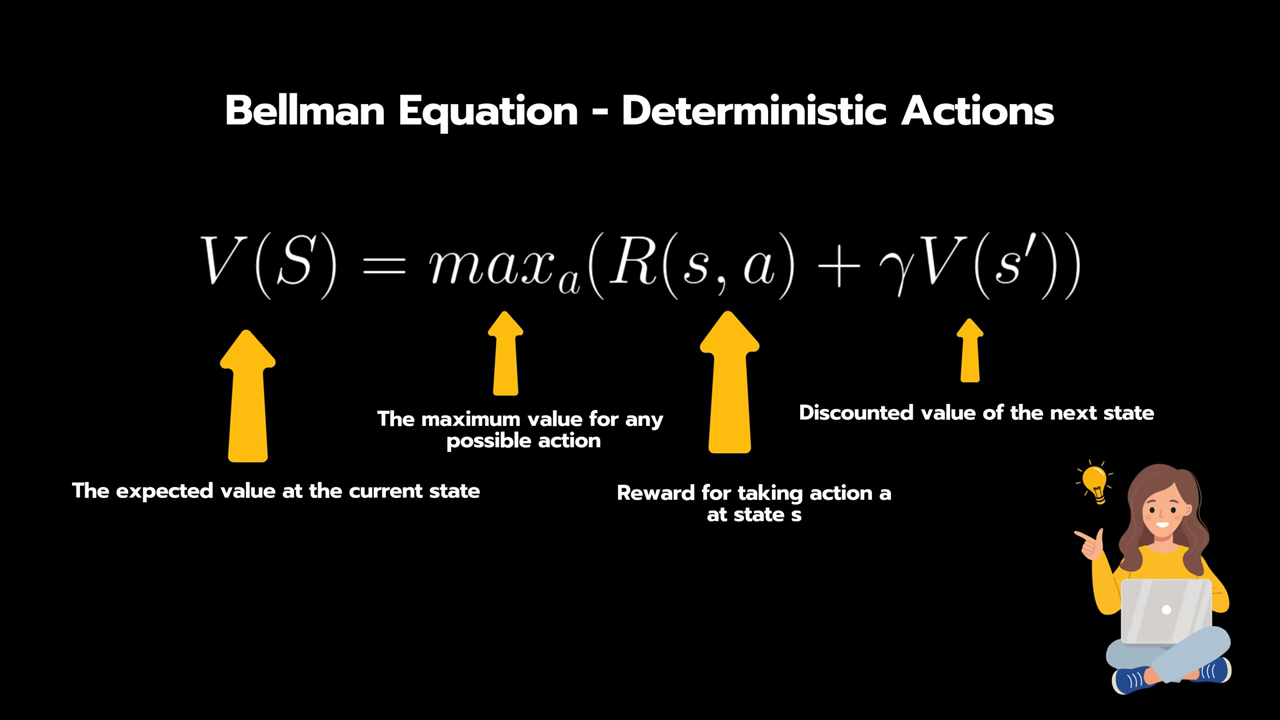 Bellman Equation - Deterministic Actions
V(S) = max_a(R(s, a) + γV(s′))
The maximum value for any
possible action
Discounted value of the next state
The expected value at the current state
Reward for taking action a
at state s